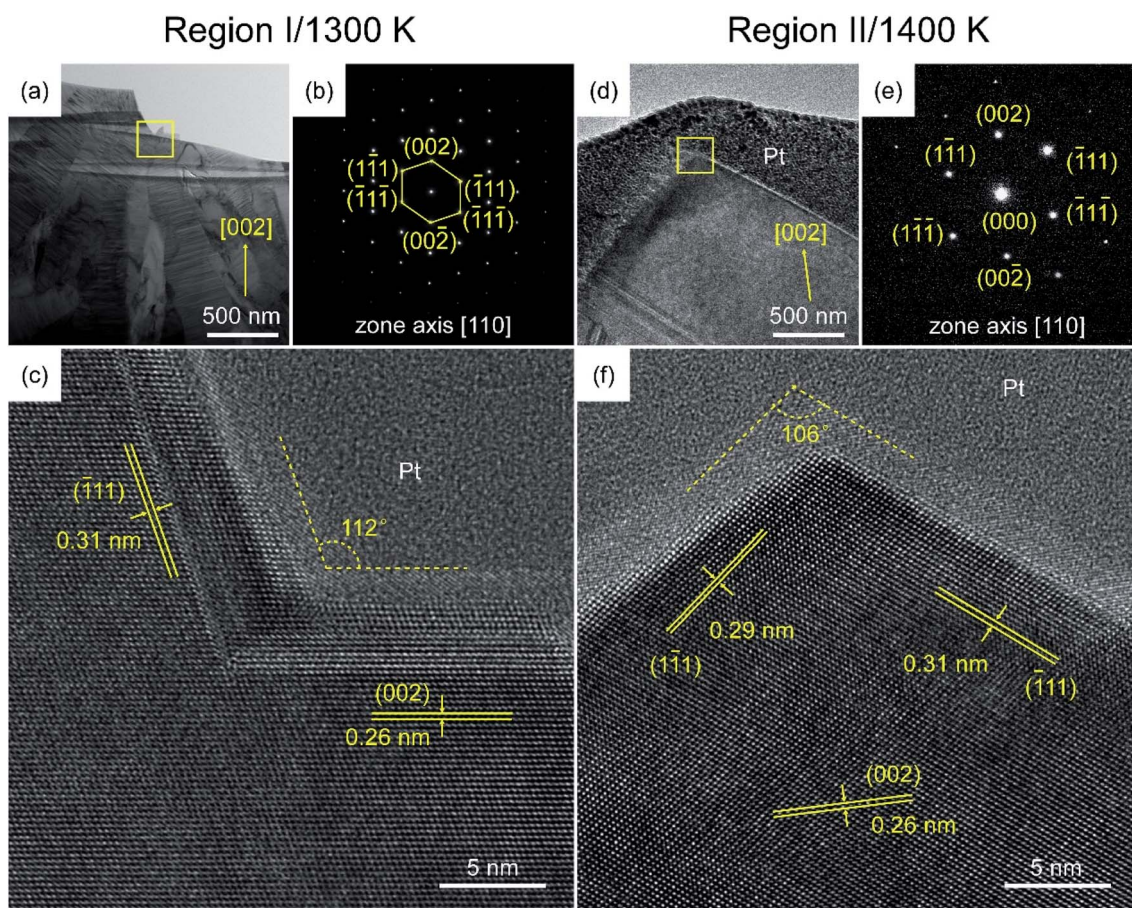 Region I/1300 K
Region II/1400 K
(a)
[002]
500 nm
(b)
(002)
(11̄1)
(1̄11)
(1̄11̄)
(1̄11̄)
(002̄)
zone axis [110]
(d)
Pt
[002]
500 nm
(e)
(002)
(11̄1)
(1̄11)
(000)
(1̄11̄)
(11̄1̄)
(002̄)
zone axis [110]
(c)
Pt
(1̄11)
0.31 nm
112°
(002)
0.26 nm
5 nm
(f)
Pt
106°
0.29 nm
(11̄1)
0.31 nm
(1̄11)
(002)
0.26 nm
5 nm